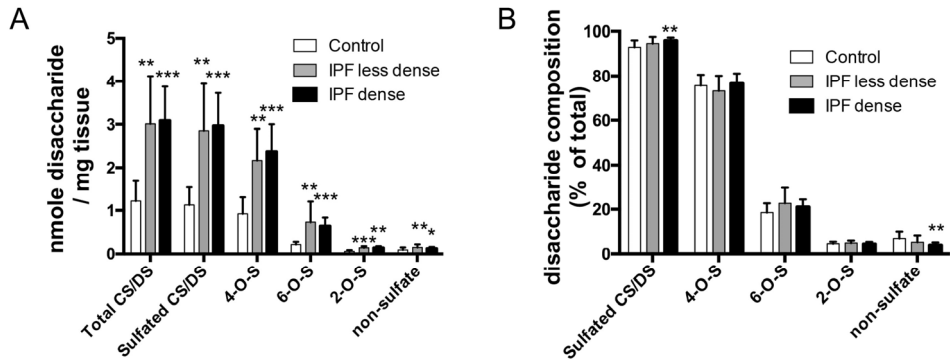 A
nmole disaccharide
/ mg tissue
5
4
3
2
1
0
Control
IPF less dense
IPF dense
** ***
** ***
** ***
** ***
*** **
** *
Total CS/DS
Sulfated CS/DS
4-O-S
6-O-S
2-O-S
non-sulfate
B
disaccharide composition
(% of total)
100
80
60
40
20
0
**
Control
IPF less dense
IPF dense
**
Sulfated CS/DS
4-O-S
6-O-S
2-O-S
non-sulfate